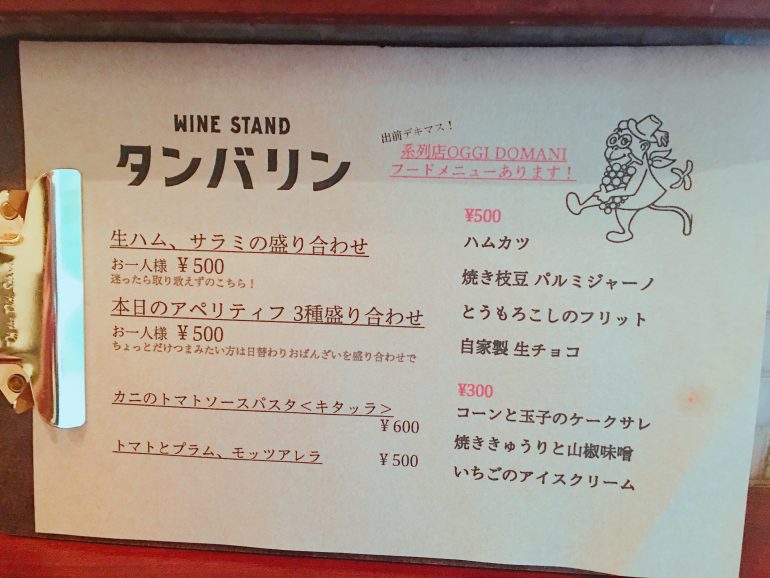 WINE STAND
タンバリン
出前デキマス！
系列店OGGI DOMANI
フードメニューあります！
生ハム、サラミの盛り合わせ
お一人様 ￥500
迷ったら取り敢えずのこちら！
本日のアペリティフ 3種盛り合わせ
お一人様 ￥500
ちょっとだけつまみたい方は日替わりおばんざいを盛り合わせで
カニのトマトソースパスタ＜キタッラ＞
￥600
トマトとプラム、モッツアレラ ￥500
¥500
ハムカツ
焼き枝豆 パルミジャーノ
とうもろこしのフリット
自家製 生チョコ
¥300
コーンと玉子のケークサレ
焼ききゅうりと山椒味噌
いちごのアイスクリーム